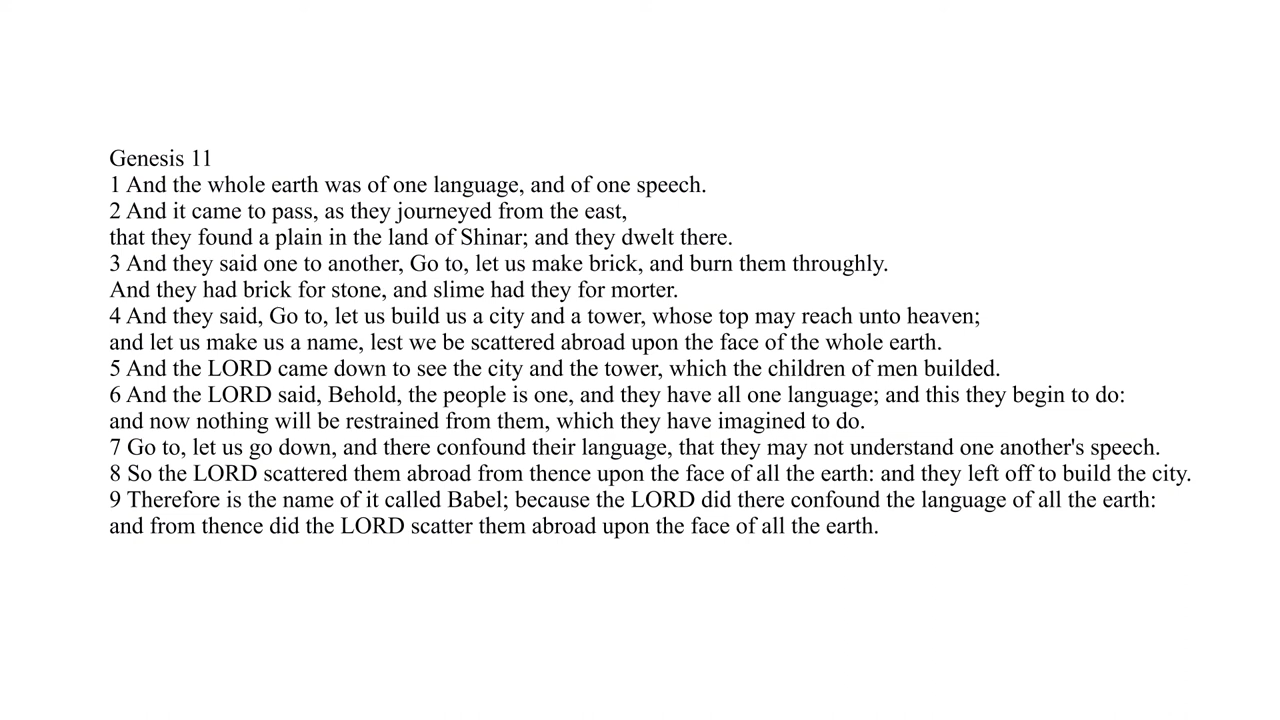 Genesis 11
1 And the whole earth was of one language, and of one speech.
2 And it came to pass, as they journeyed from the east,
that they found a plain in the land of Shinar; and they dwelt there.
3 And they said one to another, Go to, let us make brick, and burn them throughly.
And they had brick for stone, and slime had they for morter.
4 And they said, Go to, let us build us a city and a tower, whose top may reach unto heaven;
and let us make us a name, lest we be scattered abroad upon the face of the whole earth.
5 And the LORD came down to see the city and the tower, which the children of men builded.
6 And the LORD said, Behold, the people is one, and they have all one language; and this they begin to do:
and now nothing will be restrained from them, which they have imagined to do.
7 Go to, let us go down, and there confound their language, that they may not understand one another's speech.
8 So the LORD scattered them abroad from thence upon the face of all the earth: and they left off to build the city.
9 Therefore is the name of it called Babel; because the LORD did there confound the language of all the earth:
and from thence did the LORD scatter them abroad upon the face of all the earth.